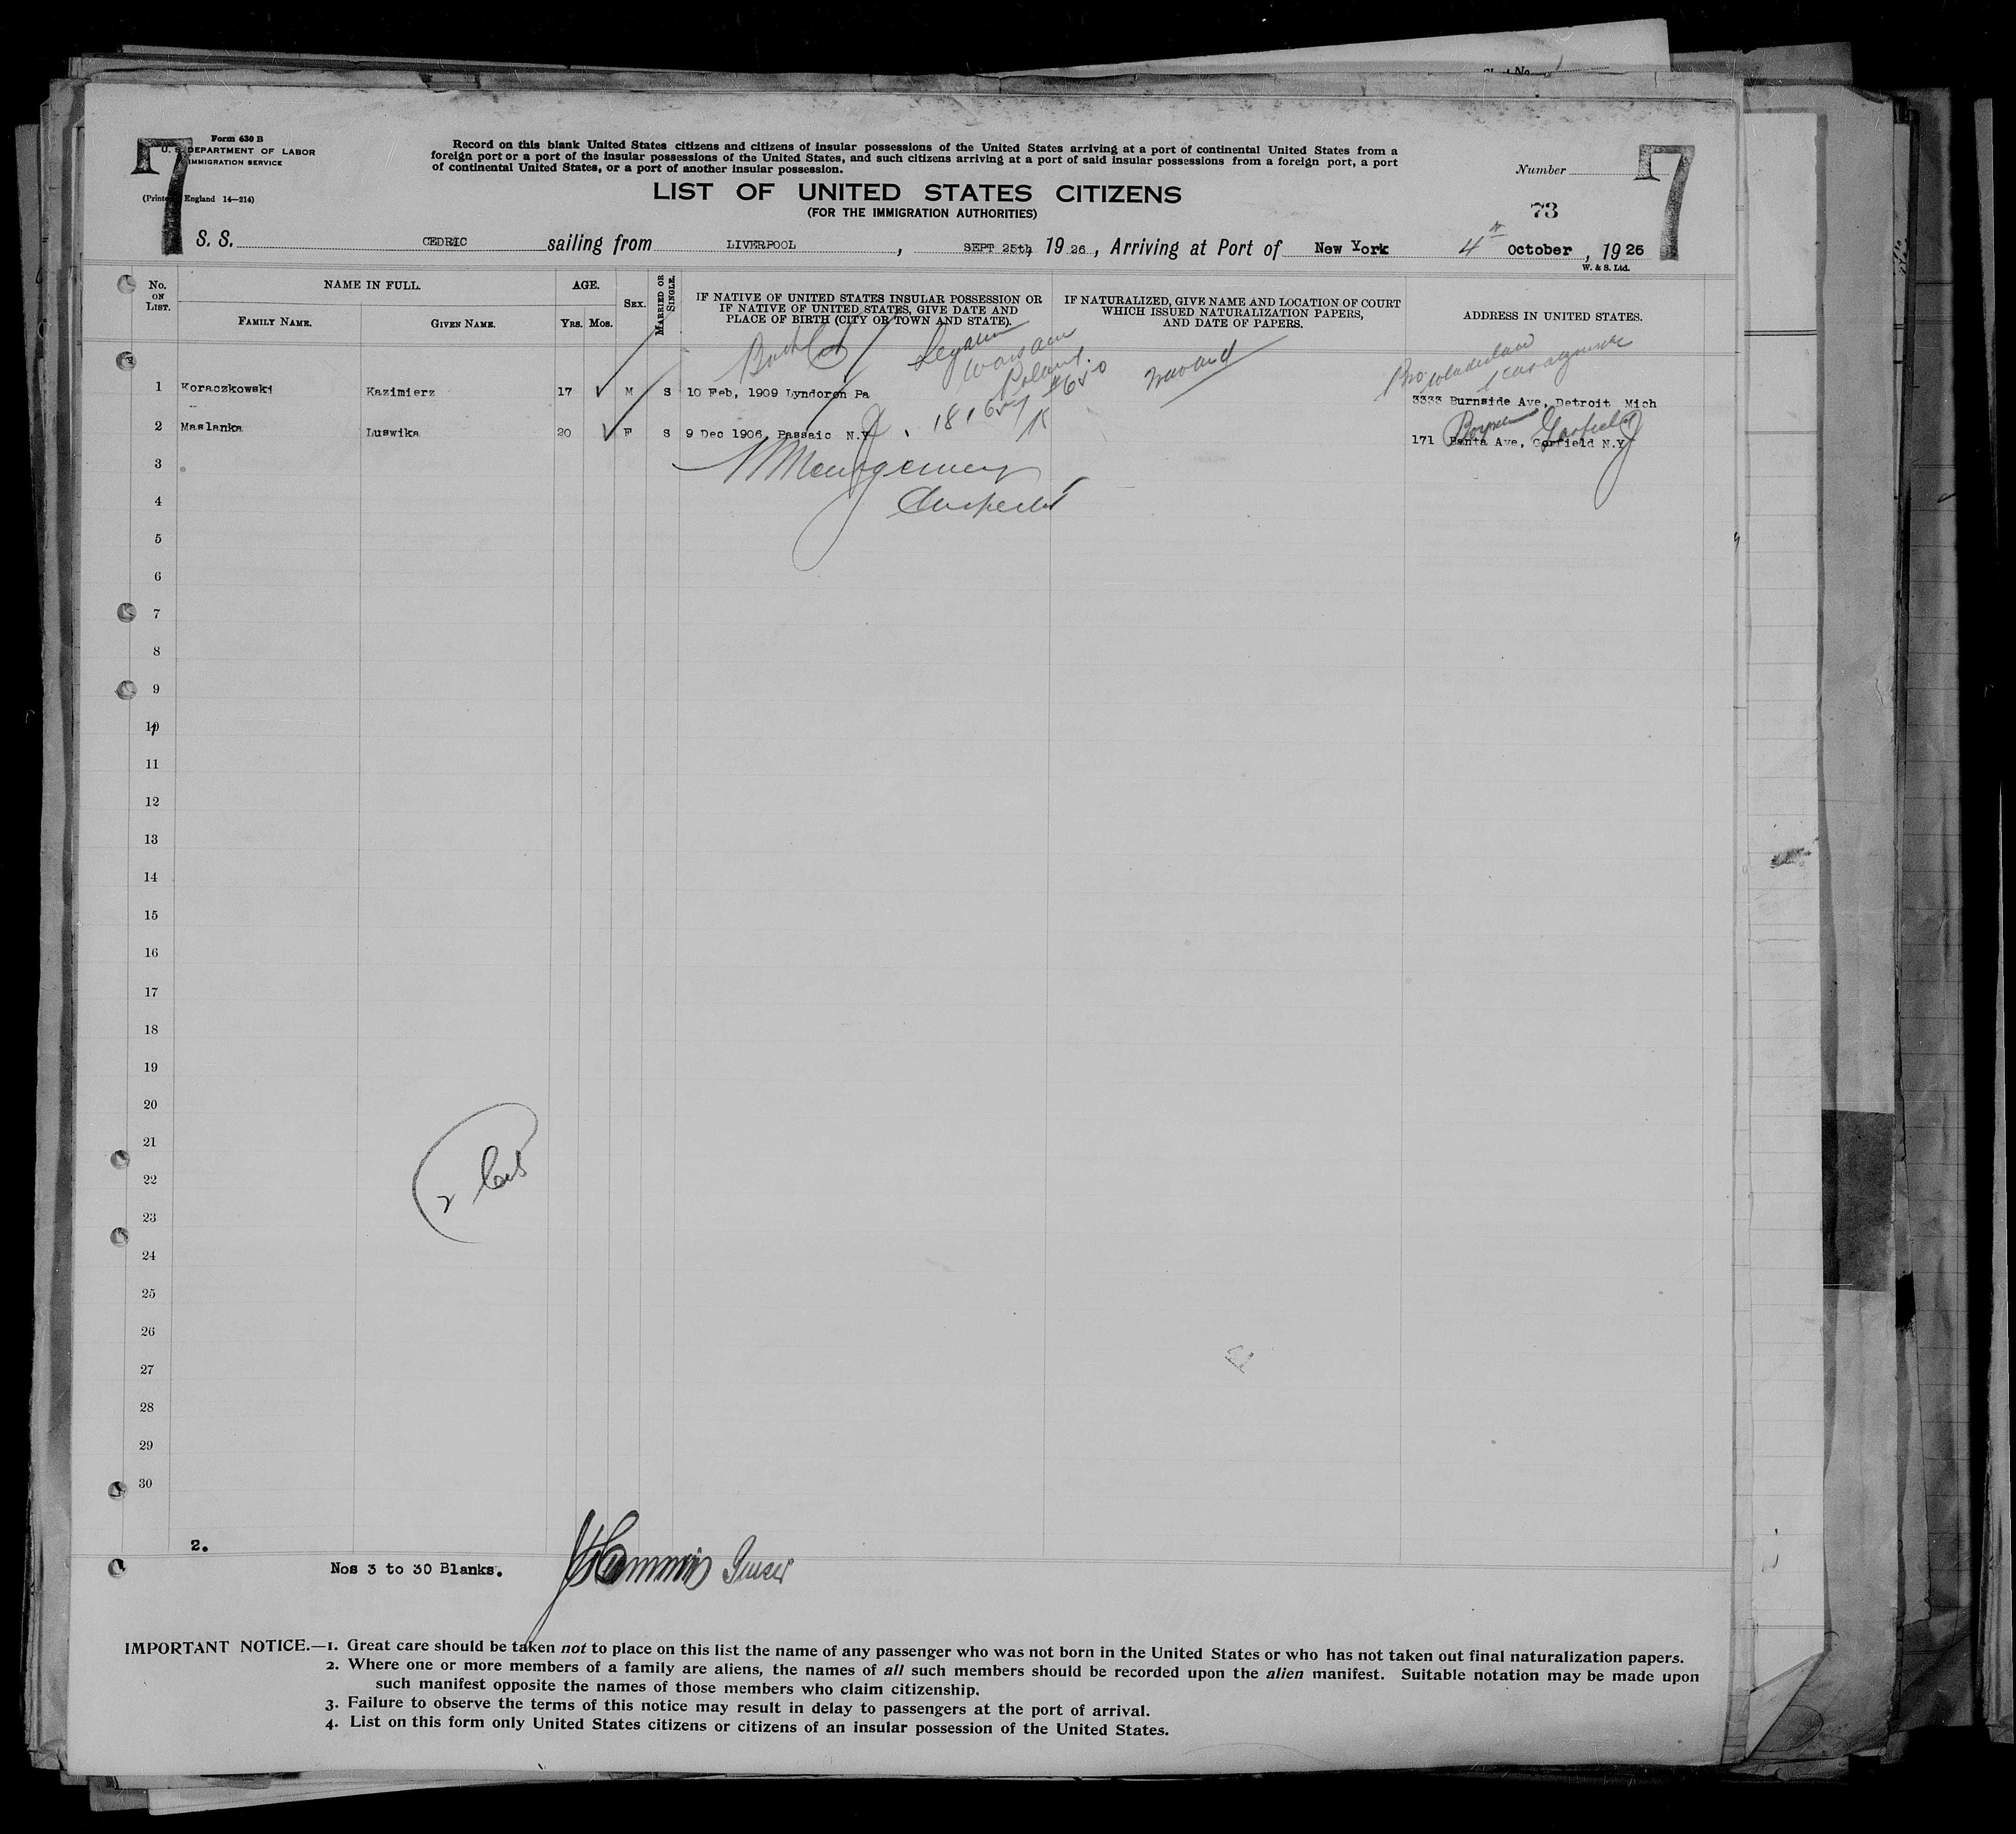 Form 630 B
U. S. DEPARTMENT OF LABOR
IMMIGRATION SERVICE
(Printed England 14—214)
7
7
Record on this blank United States citizens and citizens of insular possessions of the United States arriving at a port of continental United States from a
foreign port or a port of the insular possessions of the United States, and such citizens arriving at a port of said insular possessions from a foreign port, a port
of continental United States, or a port of another insular possession.
LIST OF UNITED STATES CITIZENS
(FOR THE IMMIGRATION AUTHORITIES)
Number
73
S. S. CEDRIC sailing from LIVERPOOL, SEPT 25th, 1926, Arriving at Port of New York 4th October, 1926
W. & S. Ltd.
No. ON LIST.
NAME IN FULL.
FAMILY NAME. GIVEN NAME.
AGE.
YRS. MOS.
SEX.
MARRIED OR SINGLE.
IF NATIVE OF UNITED STATES INSULAR POSSESSION OR
IF NATIVE OF UNITED STATES, GIVE DATE AND
PLACE OF BIRTH (CITY OR TOWN AND STATE).
IF NATURALIZED, GIVE NAME AND LOCATION OF COURT
WHICH ISSUED NATURALIZATION PAPERS,
AND DATE OF PAPERS.
ADDRESS IN UNITED STATES.
Warsaw
Poland
1 Koraczkowski Kazimierz 17 M S 10 Feb, 1909 Lyndoron Pa 3333 Burnside Ave, Detroit Mich
Garfield
2 Maslanka Luswika 20 F S 9 Dec 1906, Passaic N.Y 171 Banta Ave, Garfield N.Y
3
4
Inspector
5
6
7
8
9
10
11
12
13
14
15
16
17
18
19
20
21
22
23
24
25
26
27
28
29
30
2.
Nos 3 to 30 Blanks.
Purser
IMPORTANT NOTICE.—1. Great care should be taken not to place on this list the name of any passenger who was not born in the United States or who has not taken out final naturalization papers.
2. Where one or more members of a family are aliens, the names of all such members should be recorded upon the alien manifest. Suitable notation may be made upon
such manifest opposite the names of those members who claim citizenship.
3. Failure to observe the terms of this notice may result in delay to passengers at the port of arrival.
4. List on this form only United States citizens or citizens of an insular possession of the United States.